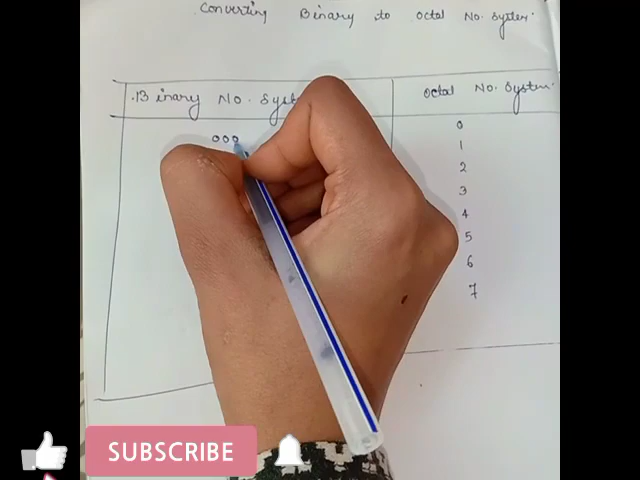 Converting Binary to Octal No. System.
Binary No. Syst
Octal No. System.
000
0
1
2
3
4
5
6
7
SUBSCRIBE